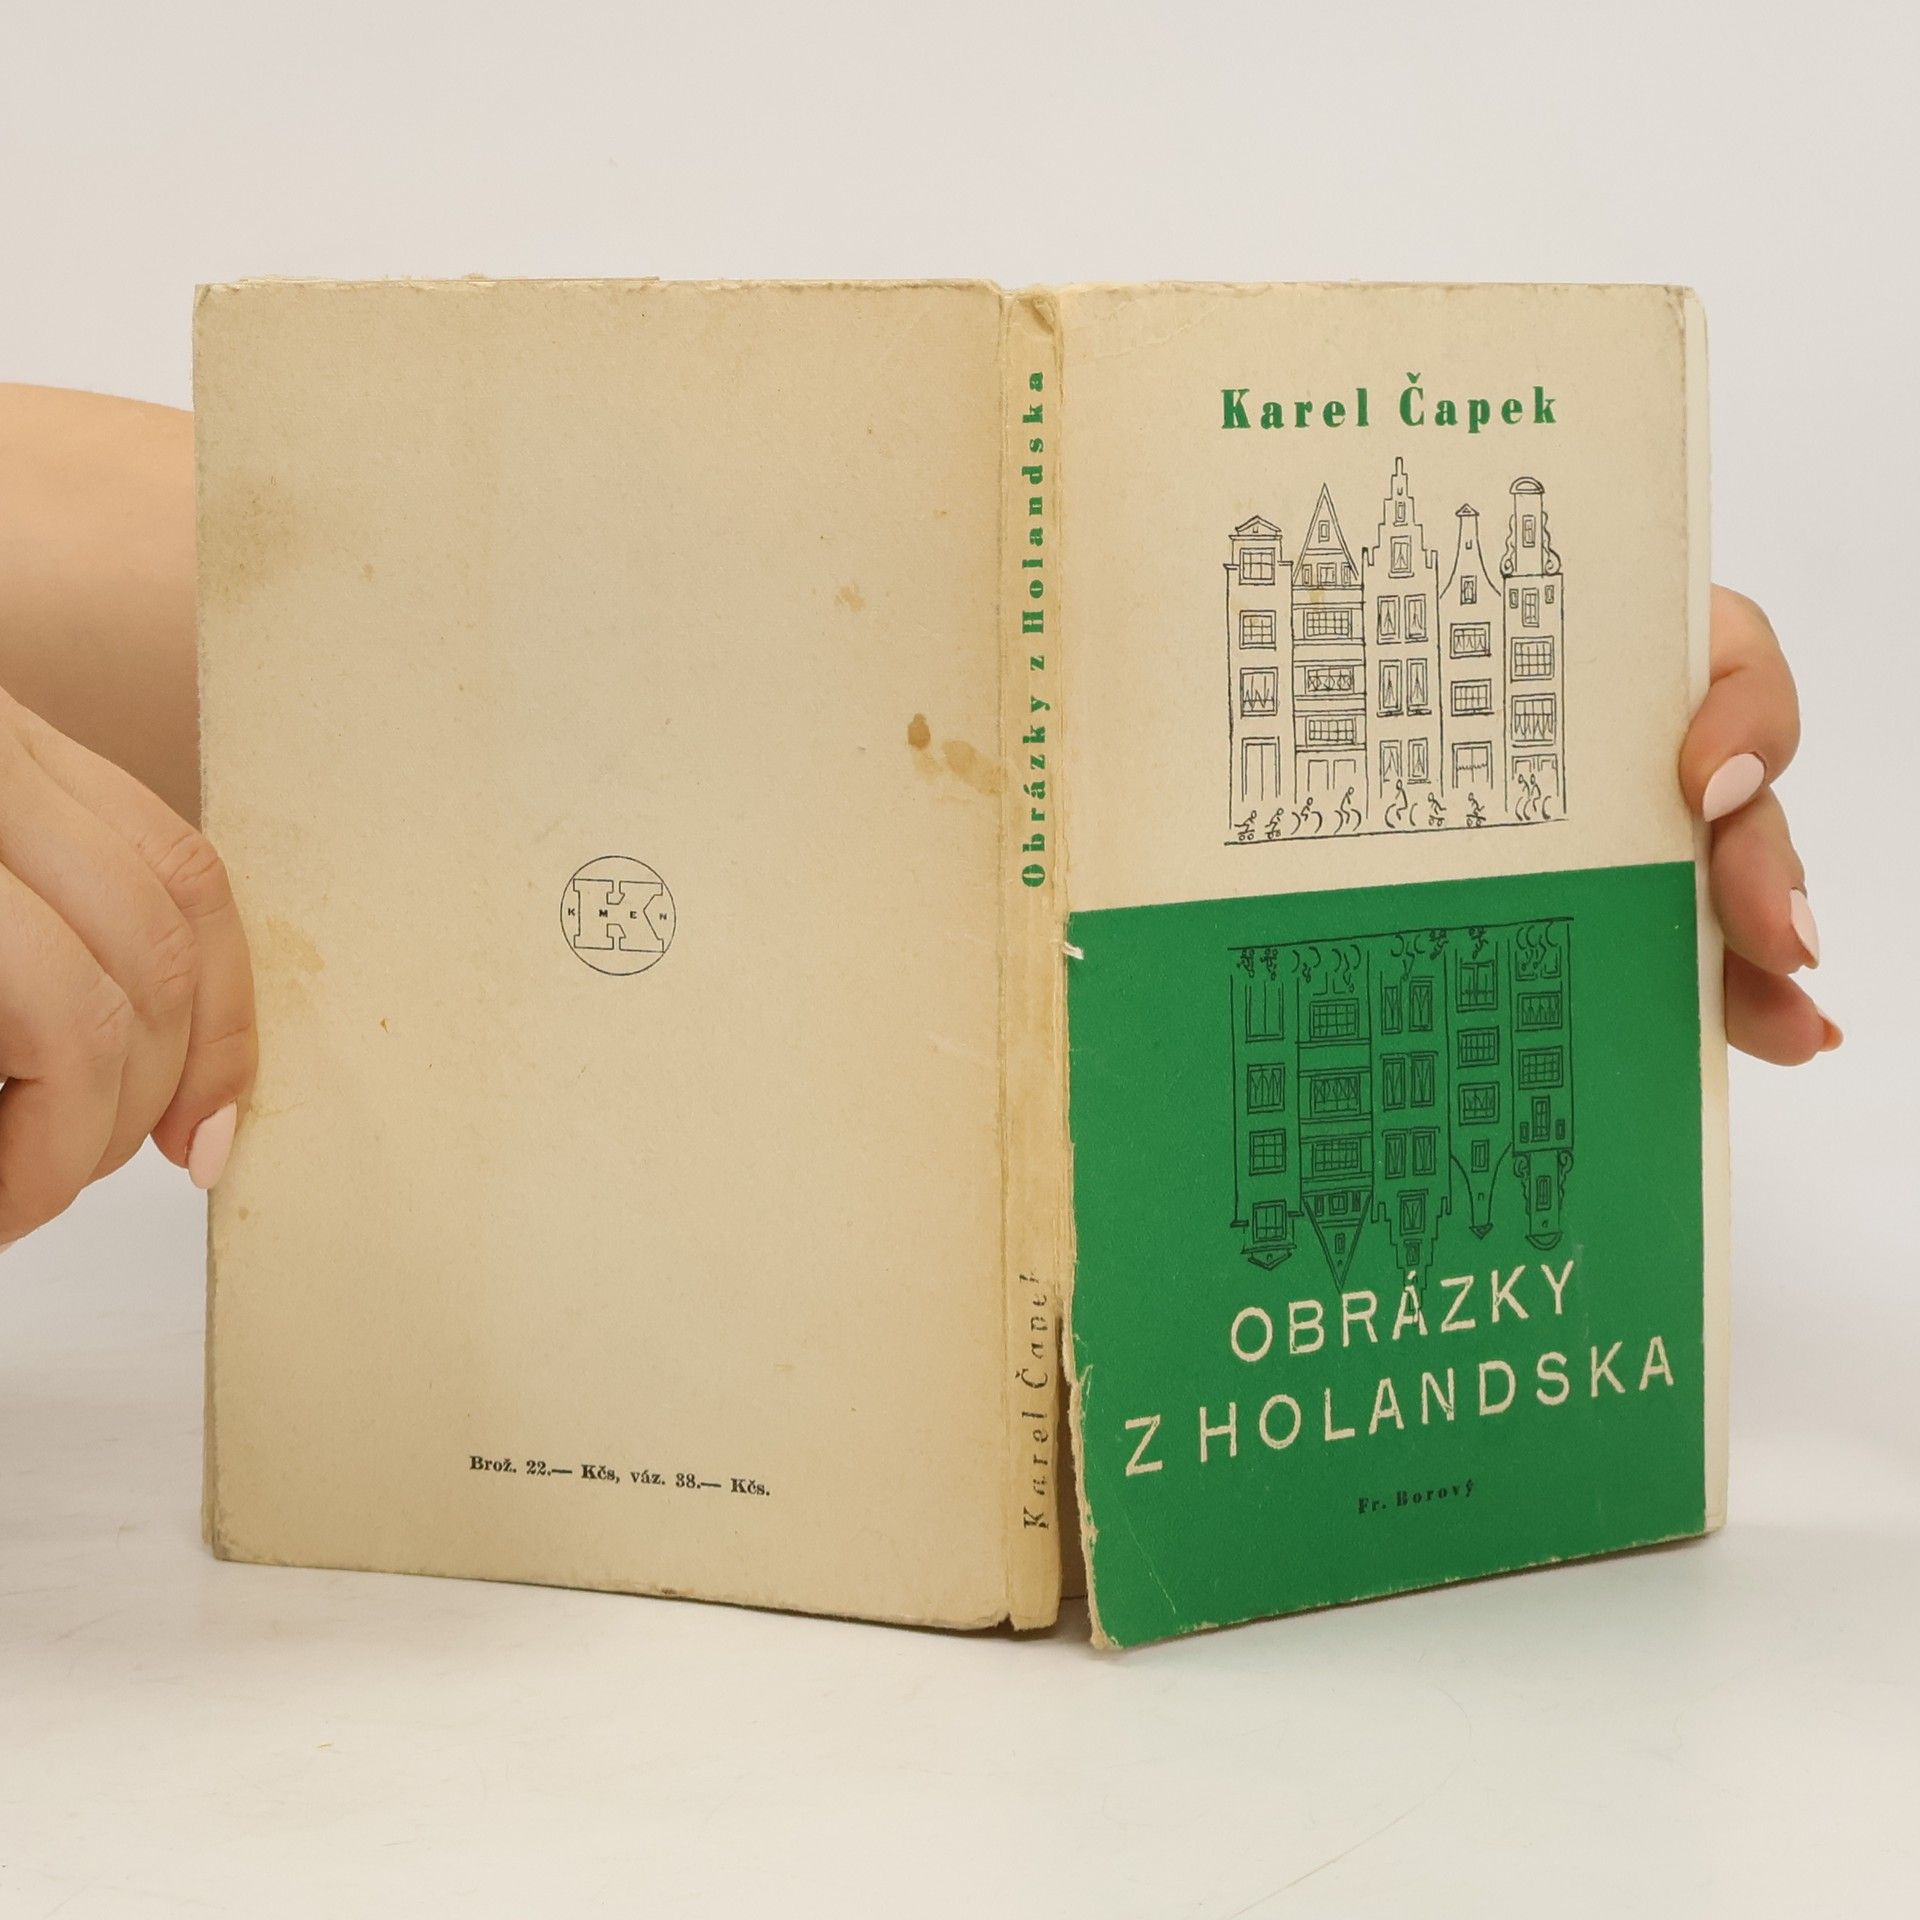 KMEN
Brož. 22.— Kčs, váz. 38.— Kčs.
Karel Čapek
Obrázky z Holandska
Karel Čapek
OBRÁZKY
Z HOLANDSKA
Fr. Borový